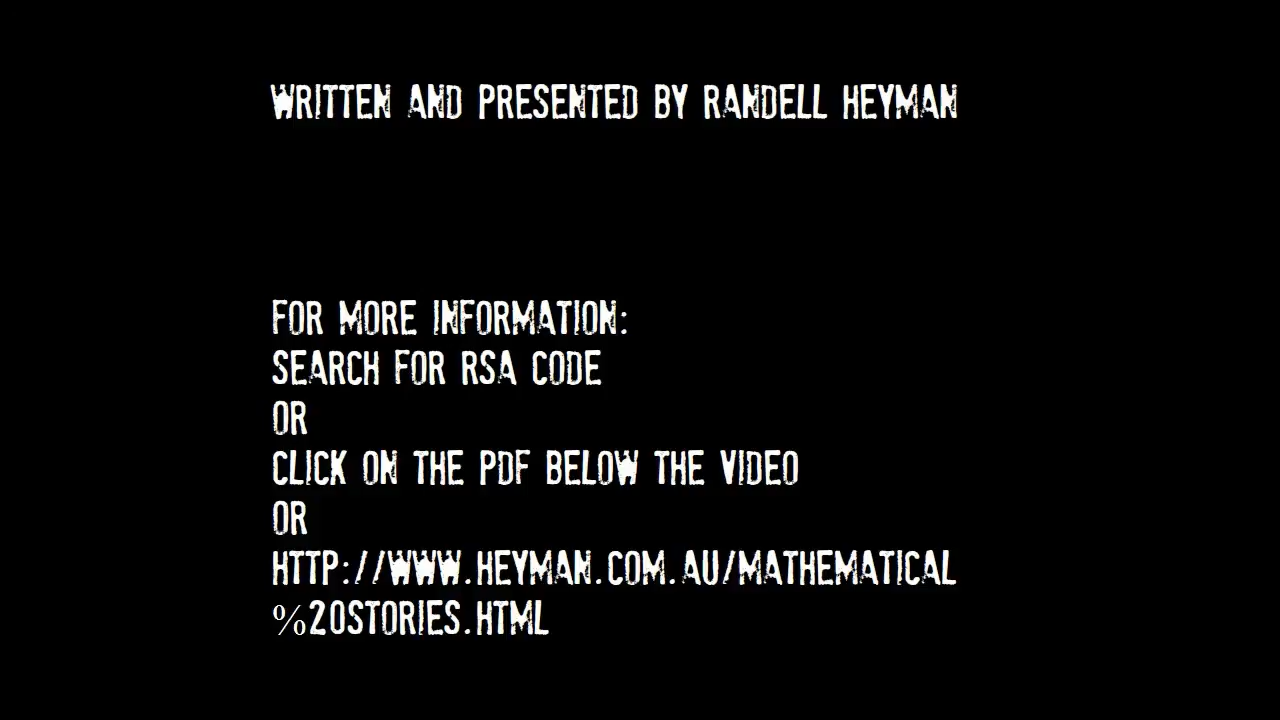 WRITTEN AND PRESENTED BY RANDELL HEYMAN
FOR MORE INFORMATION:
SEARCH FOR RSA CODE
OR
CLICK ON THE PDF BELOW THE VIDEO
OR
HTTP://WWW.HEYMAN.COM.AU/MATHEMATICAL
%20STORIES.HTML